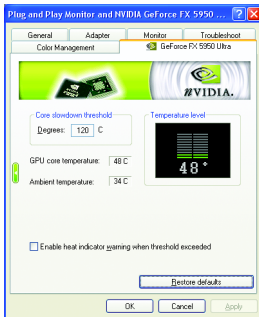 Plug and Play Monitor and NVIDIA GeForce FX 5950 ...
General Adapter Monitor Troubleshoot
Color Management GeForce FX 5950 Ultra
NVIDIA.
Core slowdown threshold
Degrees: 120 C
Temperature level
48°
GPU core temperature: 48 C
Ambient temperature: 34 C
Enable heat indicator warning when threshold exceeded
Restore defaults
OK Cancel Apply